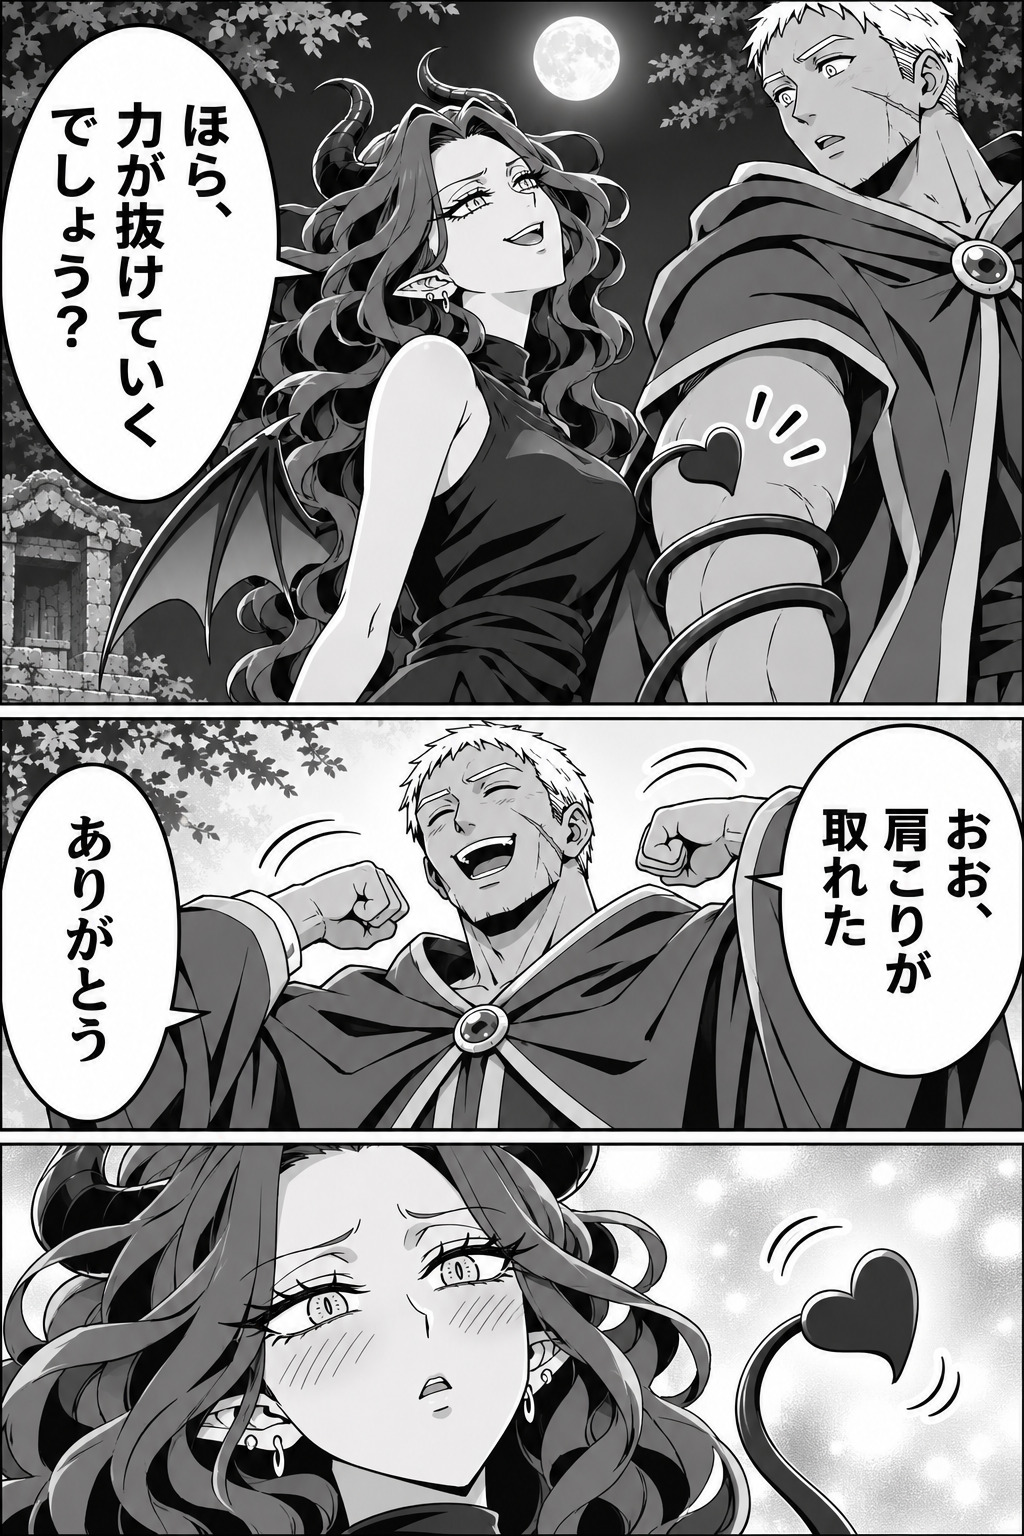 ほら、
力が抜けていく
でしょう？
おお、
肩こりが
取れた
ありがとう